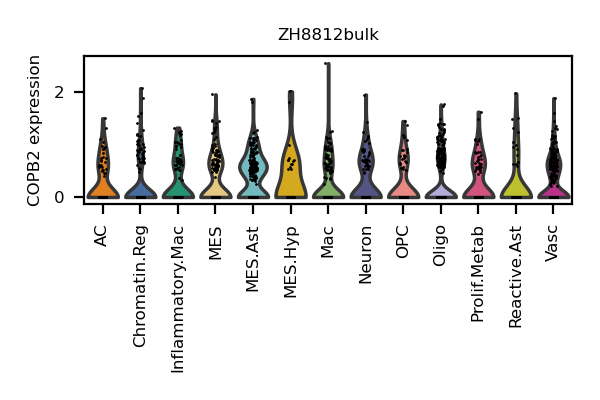 ZH8812bulk
COPB2 expression
2
0
AC
Chromatin.Reg
Inflammatory.Mac
MES
MES.Ast
MES.Hyp
Mac
Neuron
OPC
Oligo
Prolif.Metab
Reactive.Ast
Vasc